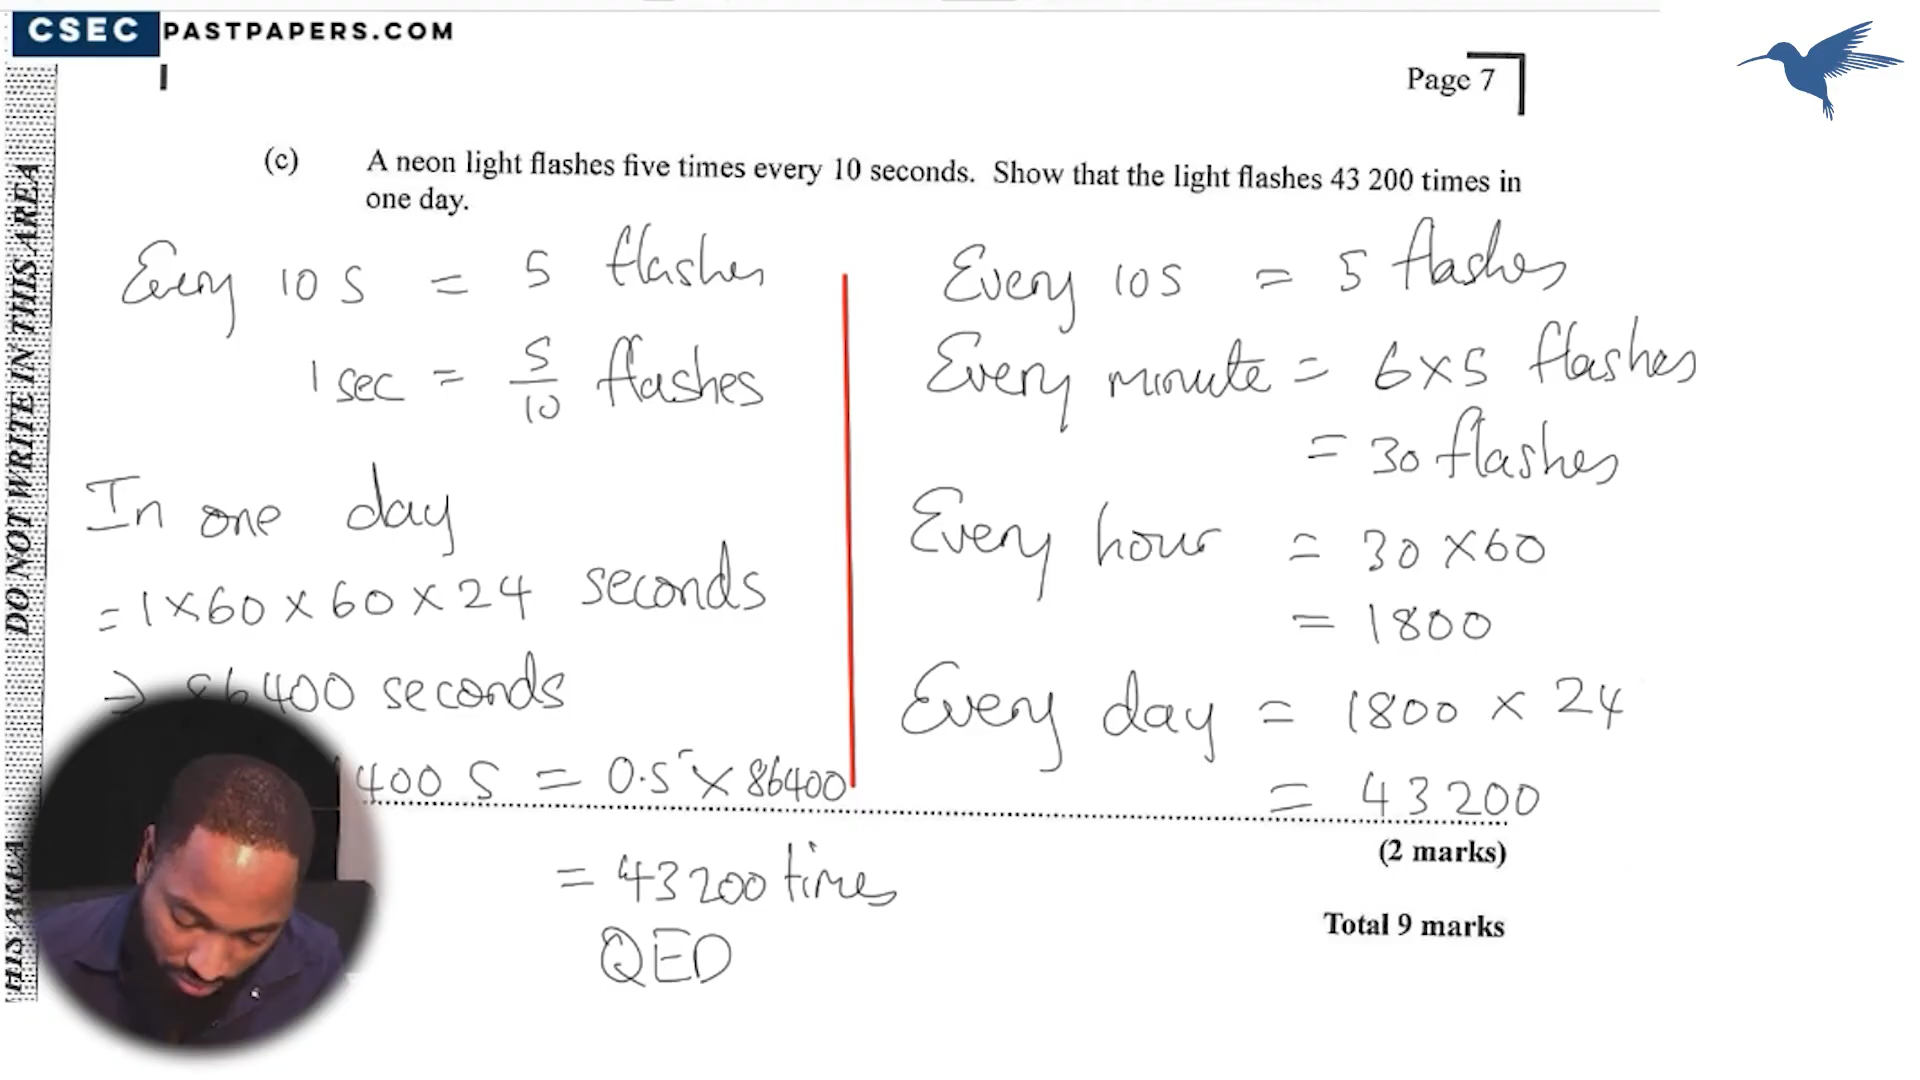 CSEC PASTPAPERS.COM
Page 7
(c) A neon light flashes five times every 10 seconds. Show that the light flashes 43 200 times in
one day.
Every 10 S = 5 flashes
1 sec = 5/10 flashes
In one day
= 1 × 60 × 60 × 24 seconds
⇒ 86400 seconds
400 S = 0.5 × 86400
= 43200 times
QED
Every 10S = 5 flashes
Every minute = 6×5 flashes
= 30 flashes
Every hour = 30 ×60
= 1800
Every day = 1800 × 24
= 43200
(2 marks)
Total 9 marks
DO NOT WRITE IN THIS AREA
HIS AREA